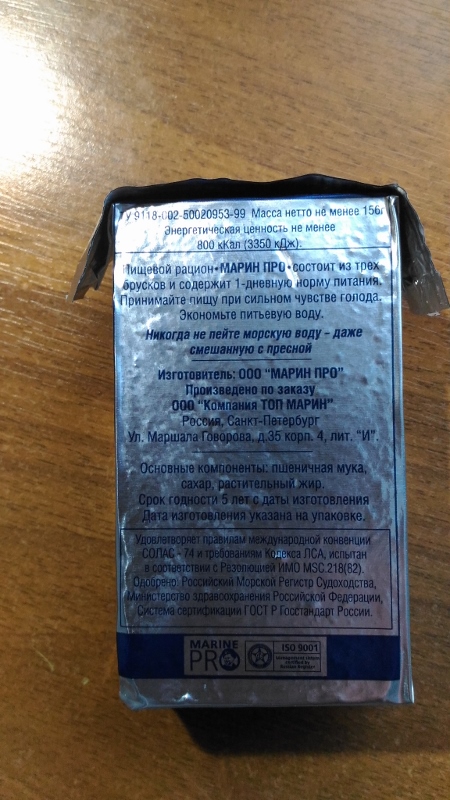 ТУ 9118-002-50020953-99 Масса нетто не менее 156г
Энергетическая ценность не менее
800 кКал (3350 кДж).
Пищевой рацион•МАРИН ПРО•состоит из трех
брусков и содержит 1-дневную норму питания.
Принимайте пищу при сильном чувстве голода.
Экономьте питьевую воду.
Никогда не пейте морскую воду – даже
смешанную с пресной
Изготовитель: ООО "МАРИН ПРО"
Произведено по заказу
ООО "Компания ТОП МАРИН"
Россия, Санкт-Петербург
Ул. Маршала Говорова, д.35 корп. 4, лит. "И".
Основные компоненты: пшеничная мука,
сахар, растительный жир.
Срок годности 5 лет с даты изготовления
Дата изготовления указана на упаковке.
Удовлетворяет правилам международной конвенции
СОЛАС - 74 и требованиям Кодекса ЛСА, испытан
в соответствии с Резолюцией ИМО MSC.218(82).
Одобрено: Российский Морской Регистр Судоходства,
Министерство здравоохранения Российской Федерации,
Система сертификации ГОСТ Р Госстандарт России.
MARINE
PRO
ISO 9001